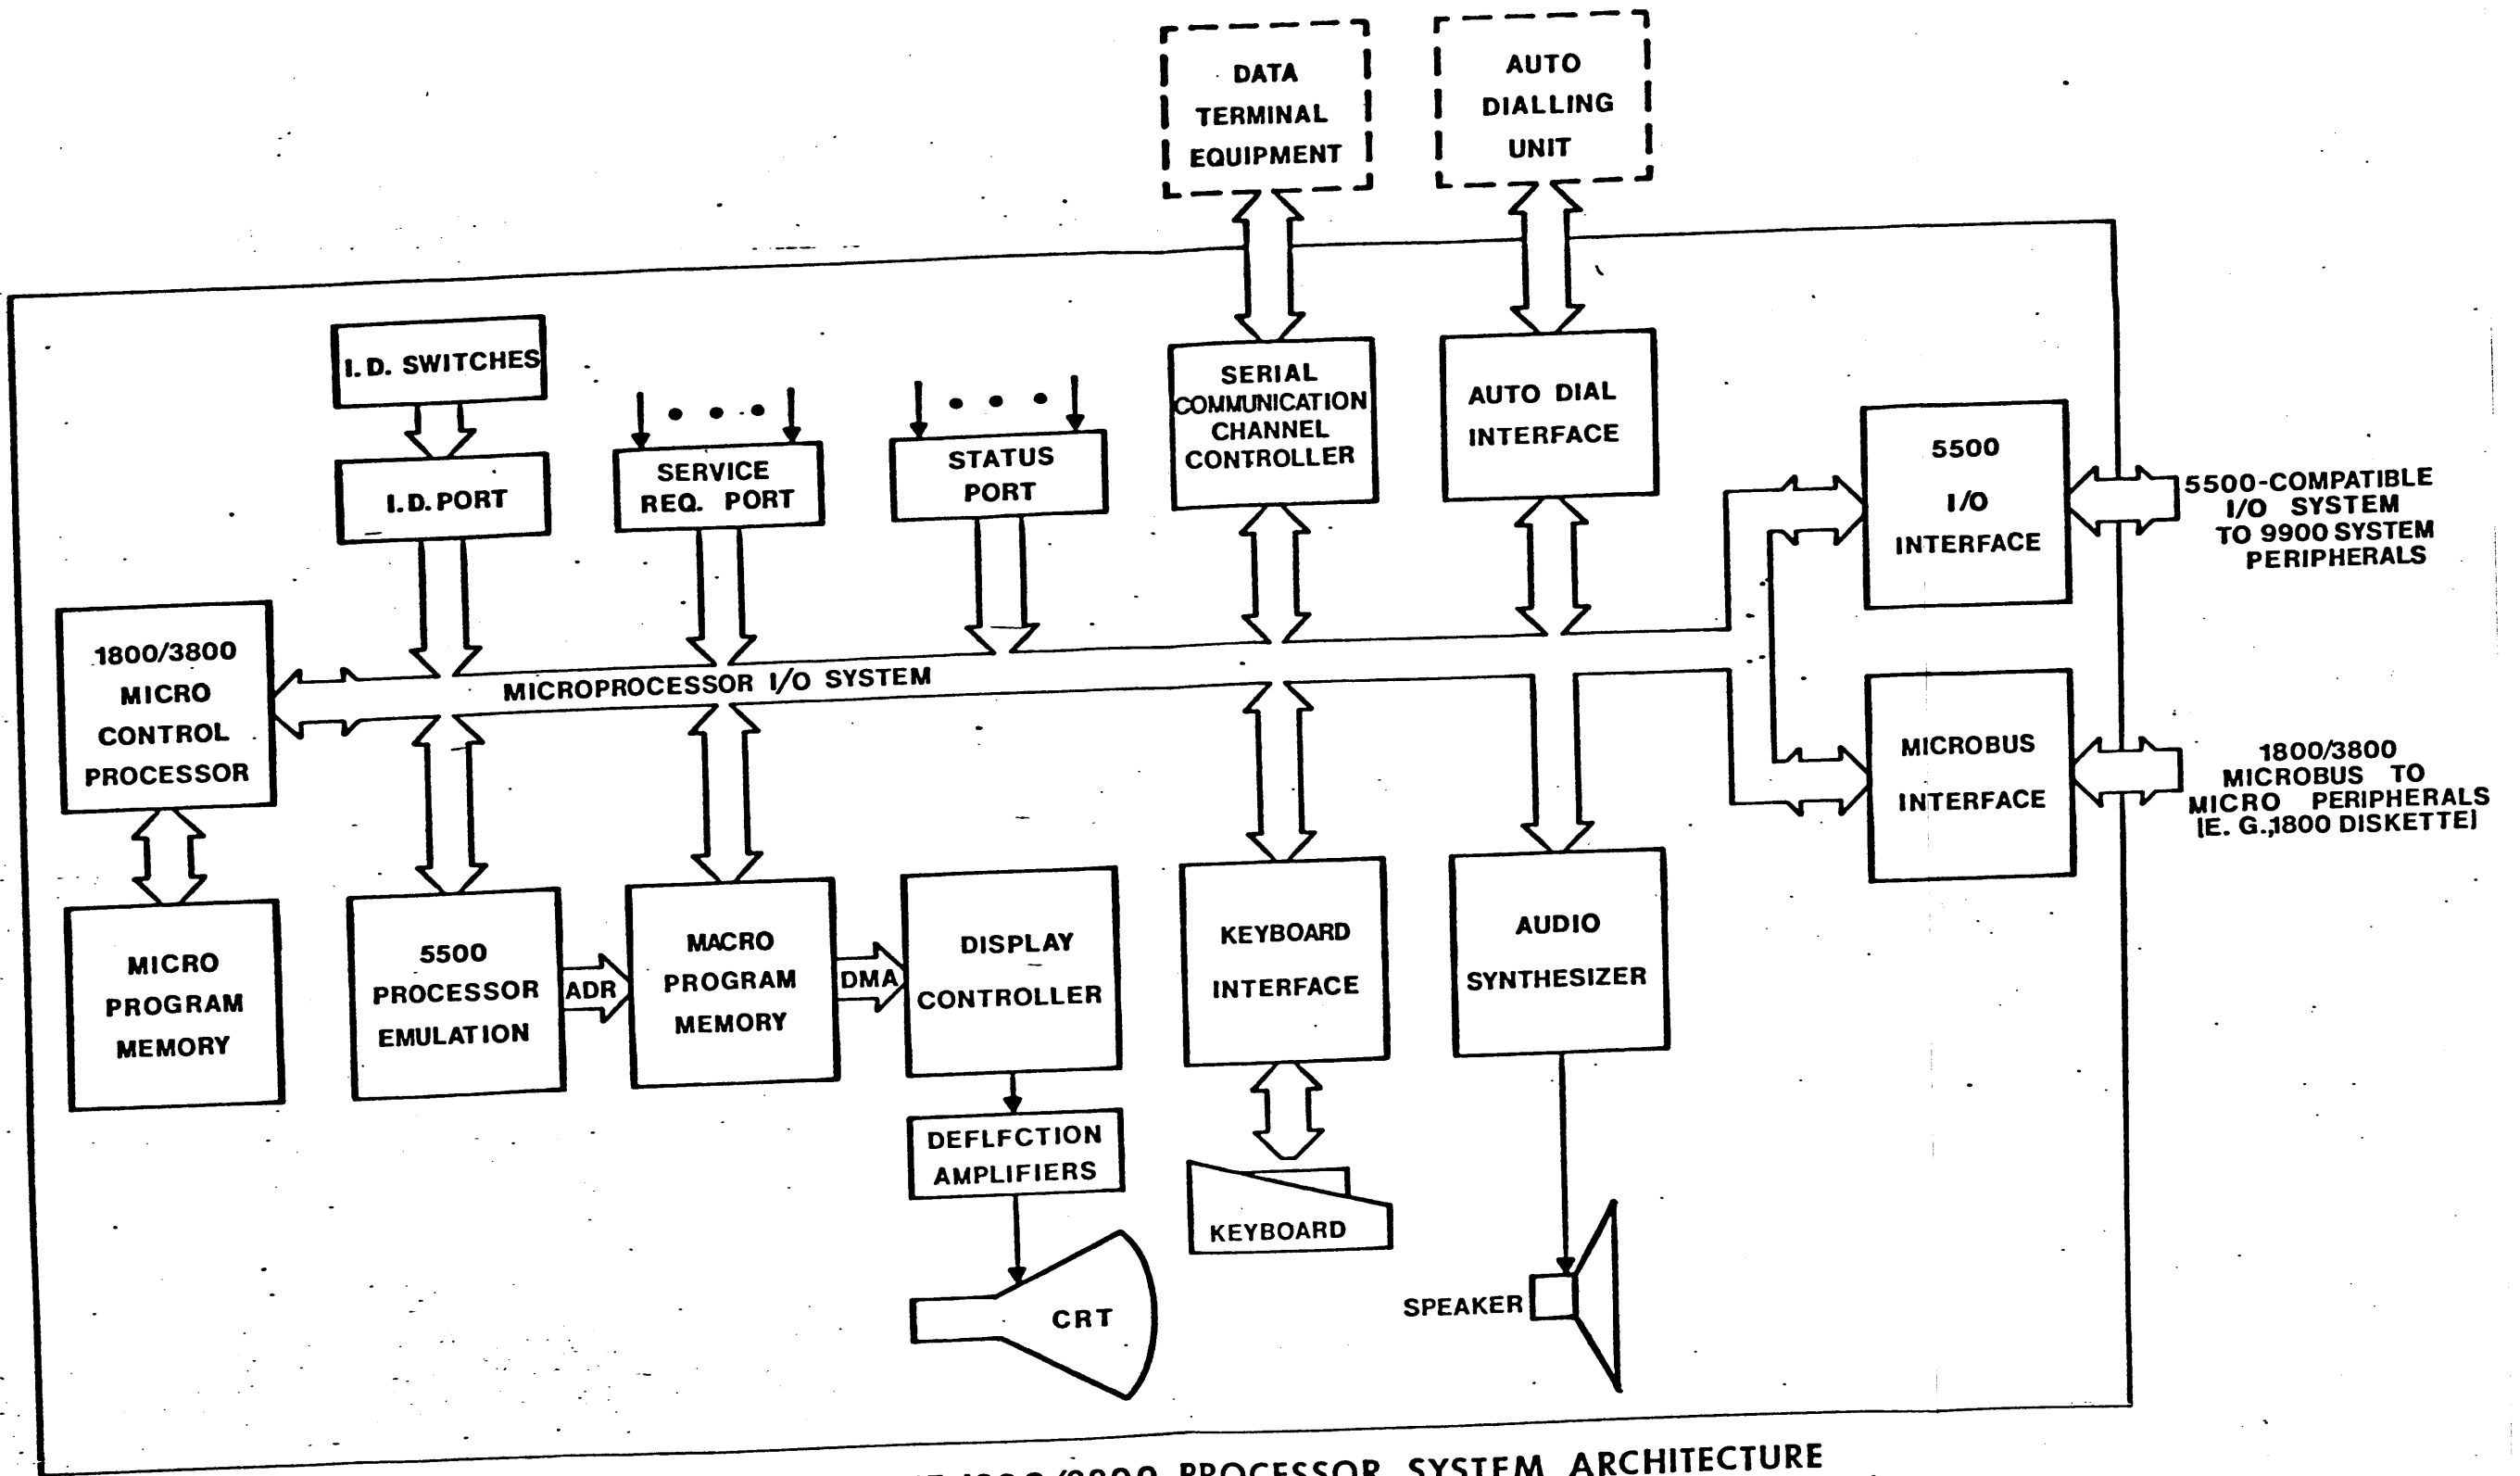 DATA
TERMINAL
EQUIPMENT
AUTO
DIALLING
UNIT
I.D. SWITCHES
I.D. PORT
SERVICE
REQ. PORT
STATUS
PORT
SERIAL
COMMUNICATION
CHANNEL
CONTROLLER
AUTO DIAL
INTERFACE
5500
I/O
INTERFACE
5500-COMPATIBLE
I/O SYSTEM
TO 9900 SYSTEM
PERIPHERALS
1800/3800
MICRO
CONTROL
PROCESSOR
MICROPROCESSOR I/O SYSTEM
MICROBUS
INTERFACE
1800/3800
MICROBUS TO
MICRO PERIPHERALS
[E. G.,1800 DISKETTE]
MICRO
PROGRAM
MEMORY
5500
PROCESSOR
EMULATION
ADR
MACRO
PROGRAM
MEMORY
DMA
DISPLAY
CONTROLLER
KEYBOARD
INTERFACE
AUDIO
SYNTHESIZER
DEFLFCTION
AMPLIFIERS
KEYBOARD
CRT
SPEAKER
PROCESSOR SYSTEM ARCHITECTURE